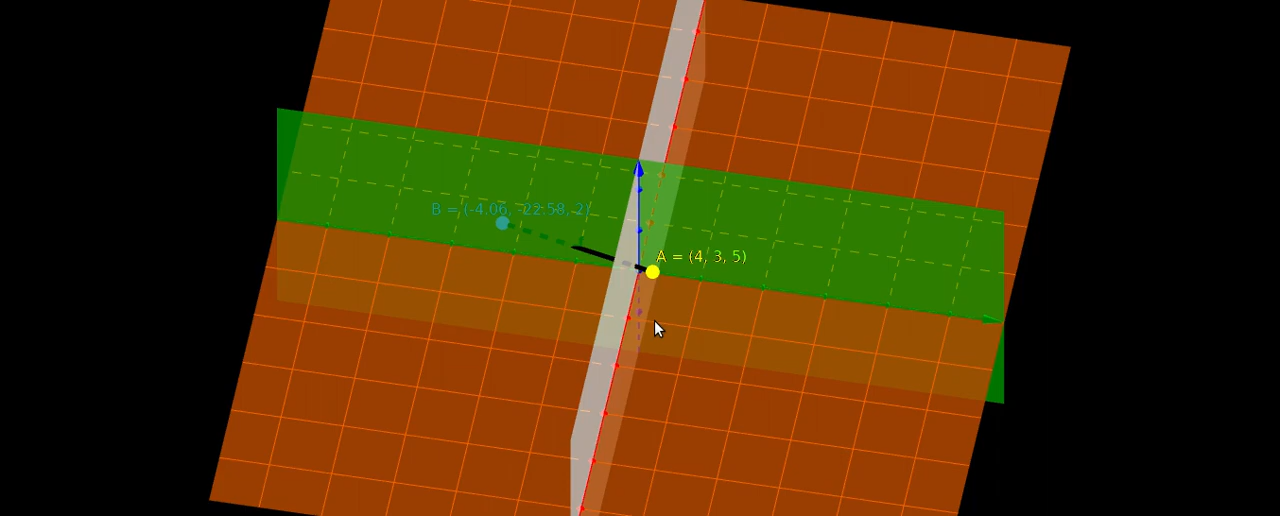 B = (-4.06, -22.58, 2)
A = (4, 3, 5)